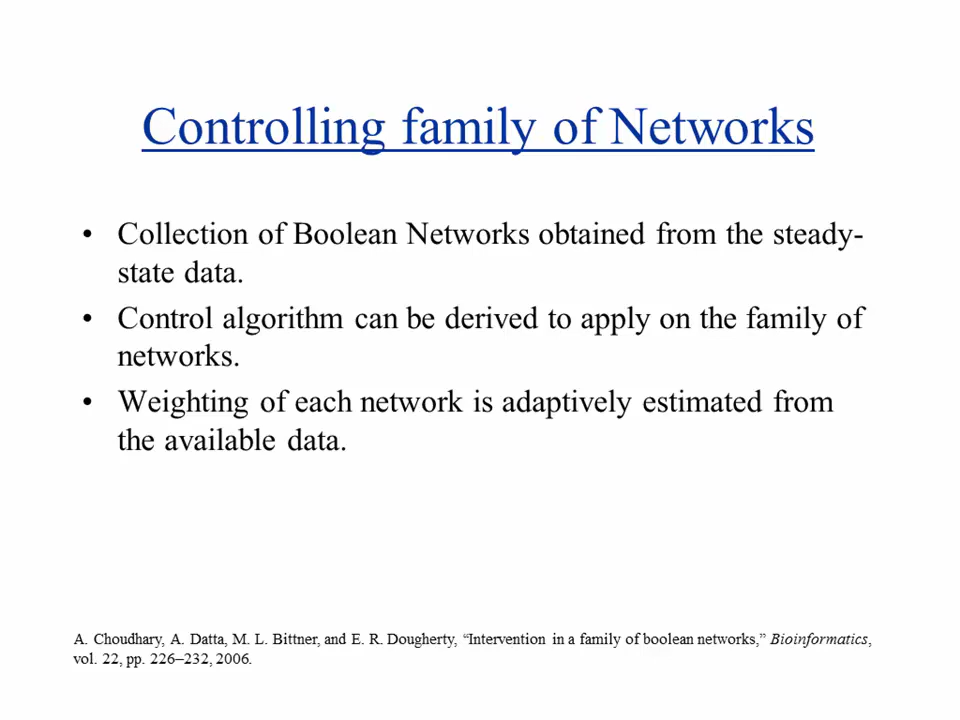 Controlling family of Networks
• Collection of Boolean Networks obtained from the steady-
state data.
• Control algorithm can be derived to apply on the family of
networks.
• Weighting of each network is adaptively estimated from
the available data.
A. Choudhary, A. Datta, M. L. Bittner, and E. R. Dougherty, “Intervention in a family of boolean networks,” Bioinformatics,
vol. 22, pp. 226–232, 2006.